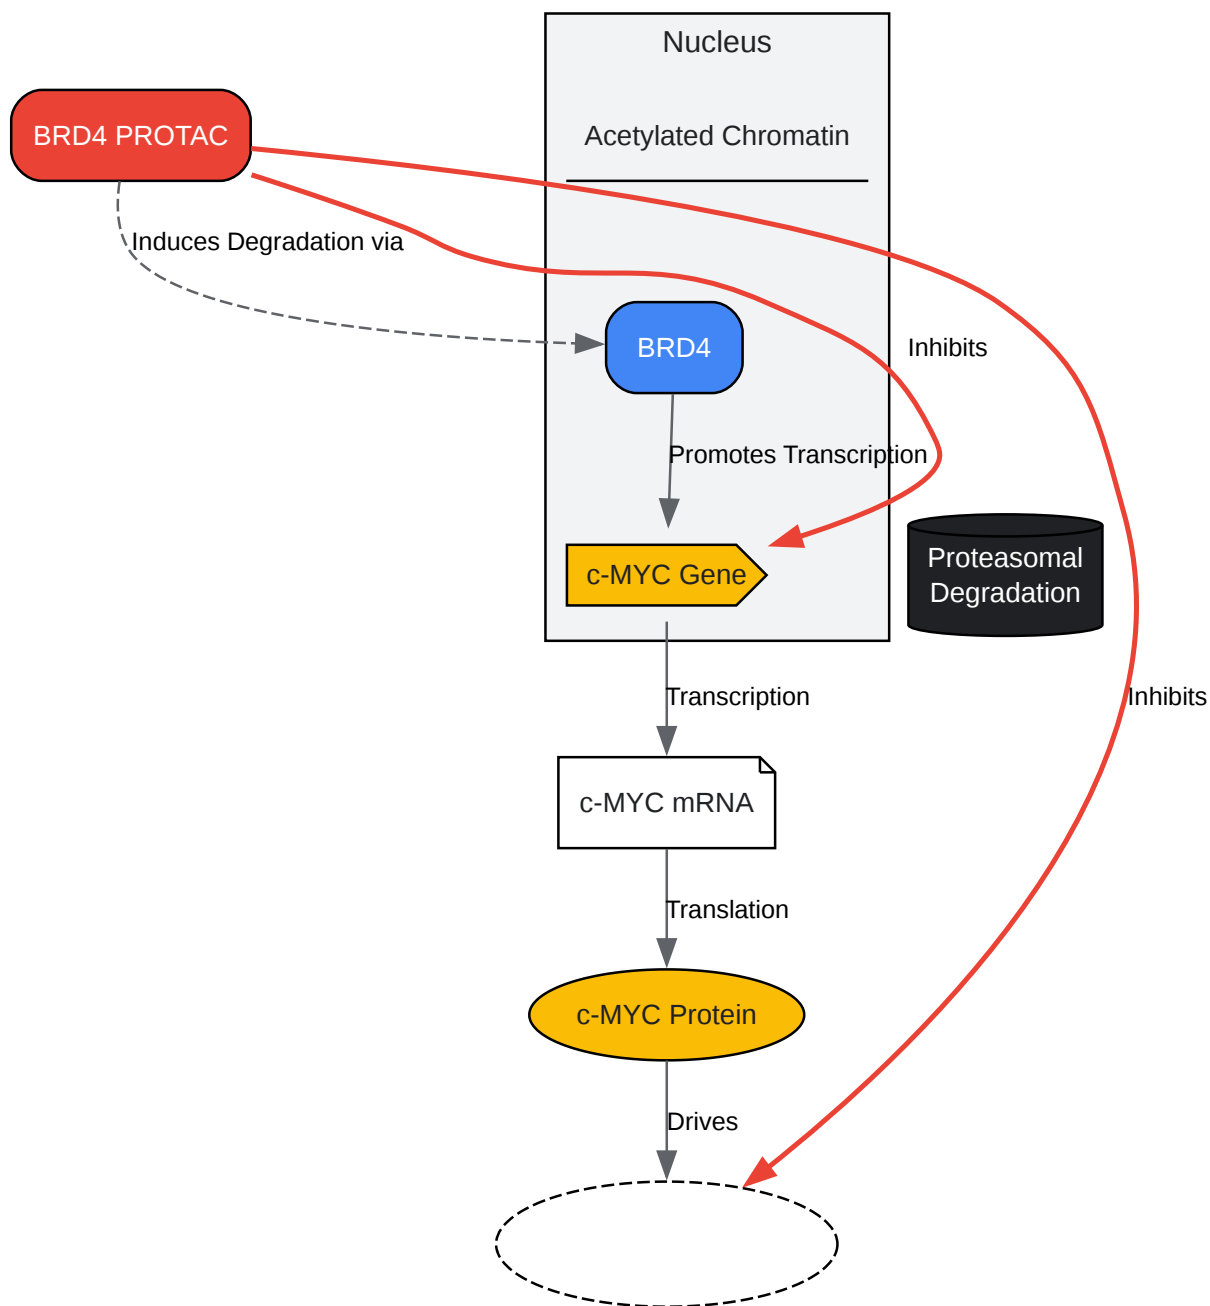 Nucleus
Acetylated Chromatin
BRD4 PROTAC
Induces Degradation via
BRD4
Inhibits
Promotes Transcription
c-MYC Gene
Proteasomal
Degradation
Transcription
Inhibits
c-MYC mRNA
Translation
c-MYC Protein
Drives